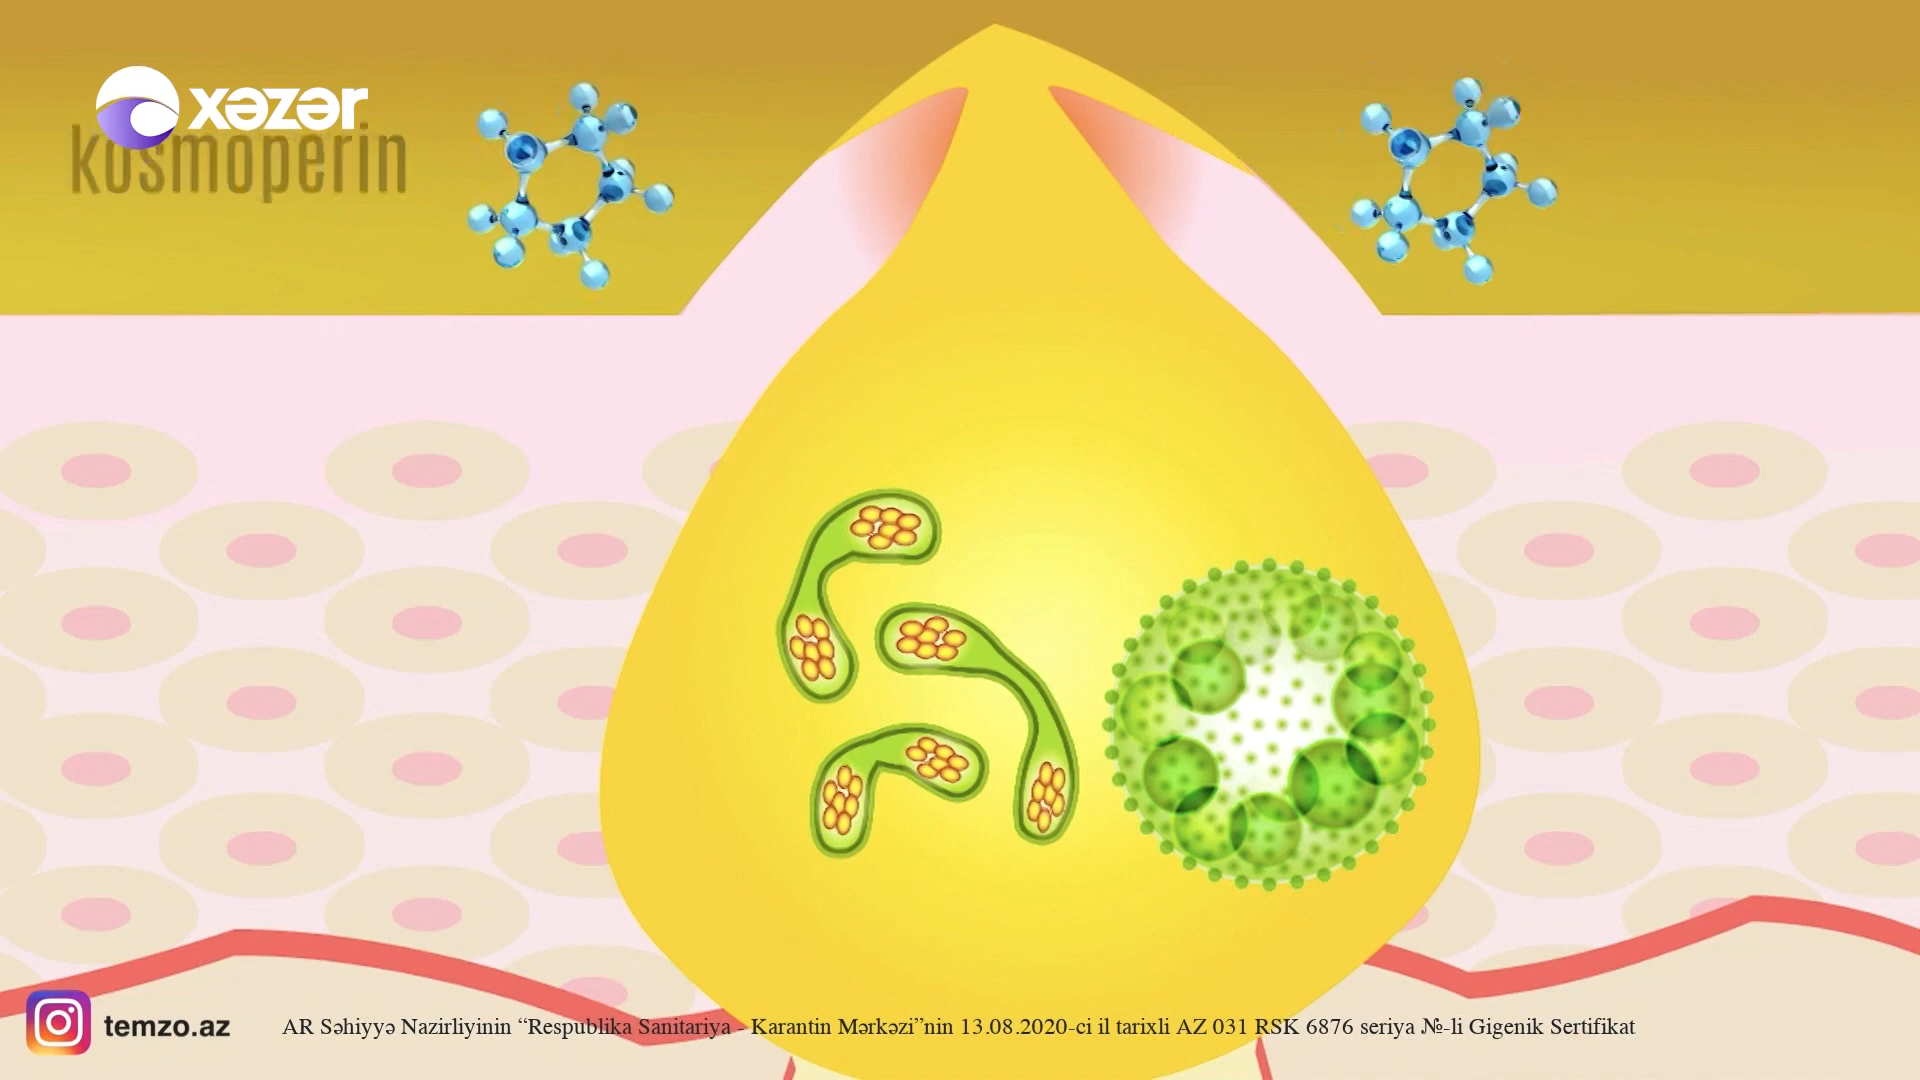 xəzər
kosmoperin
temzo.az
AR Səhiyyə Nazirliyinin “Respublika Sanitariya - Karantin Mərkəzi”nin 13.08.2020-ci il tarixli AZ 031 RSK 6876 seriya №-li Gigenik Sertifikat